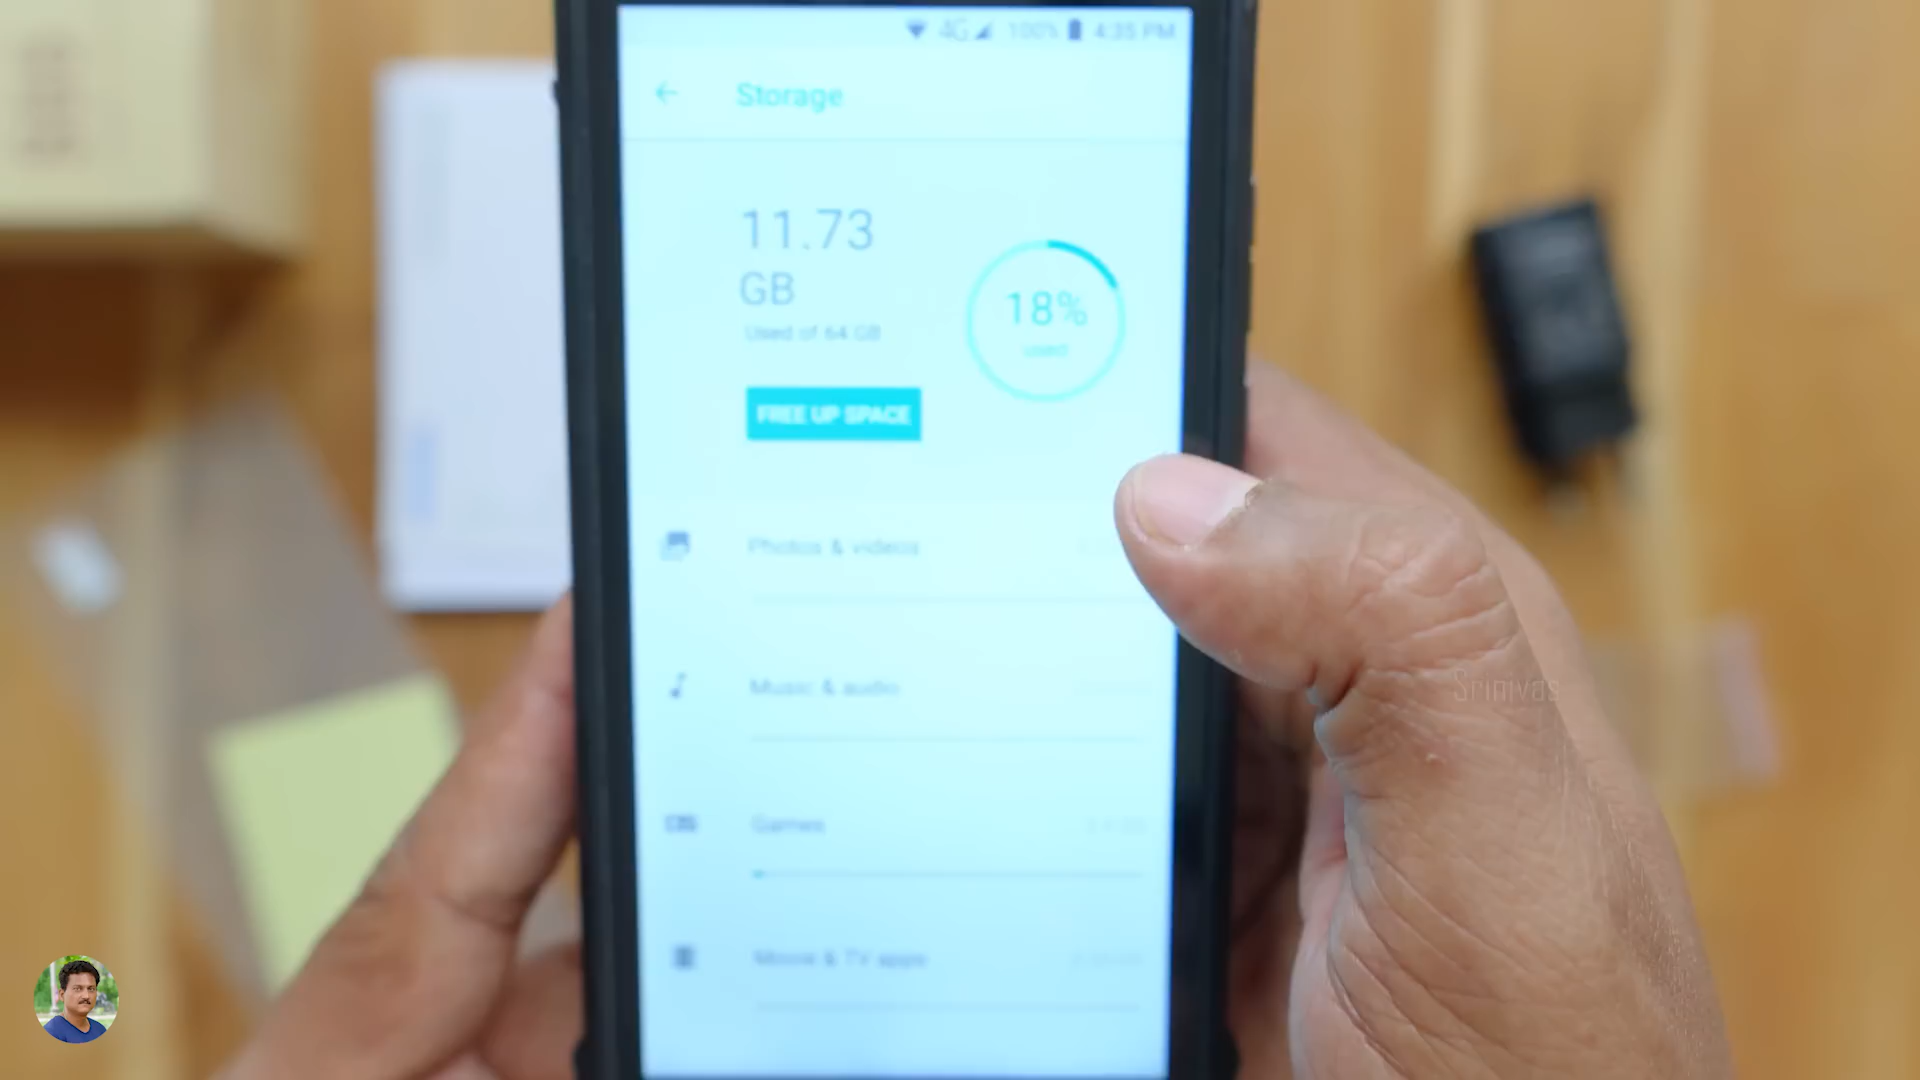 4G 100% 4:35 PM
Storage
11.73
GB
Used of 64 GB
18%
used
FREE UP SPACE
Photos & videos
Music & audio
Srinivas
Games
Movie & TV apps